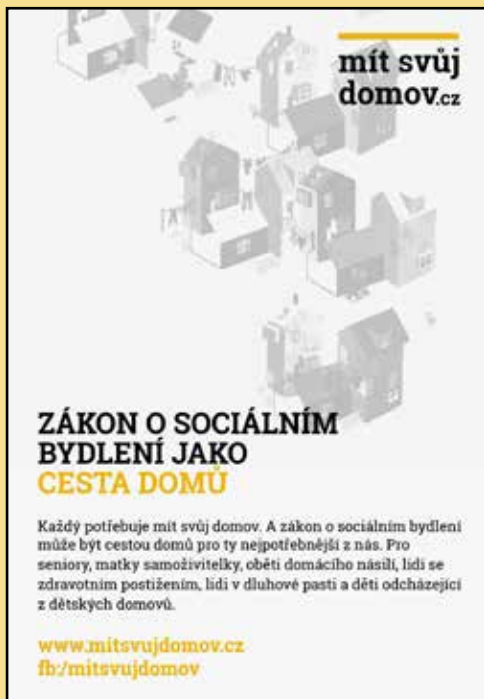 mít svůj
domov.cz
ZÁKON O SOCIÁLNÍM
BYDLENÍ JAKO
CESTA DOMŮ
Každý potřebuje mít svůj domov. A zákon o sociálním bydlení
může být cestou domů pro ty nejpotřebnější z nás. Pro
seniory, matky samoživitelky, oběti domácího násilí, lidi se
zdravotním postižením, lidi v dluhové pasti a děti odcházející
z dětských domovů.
www.mitsvujdomov.cz
fb:/mitsvujdomov